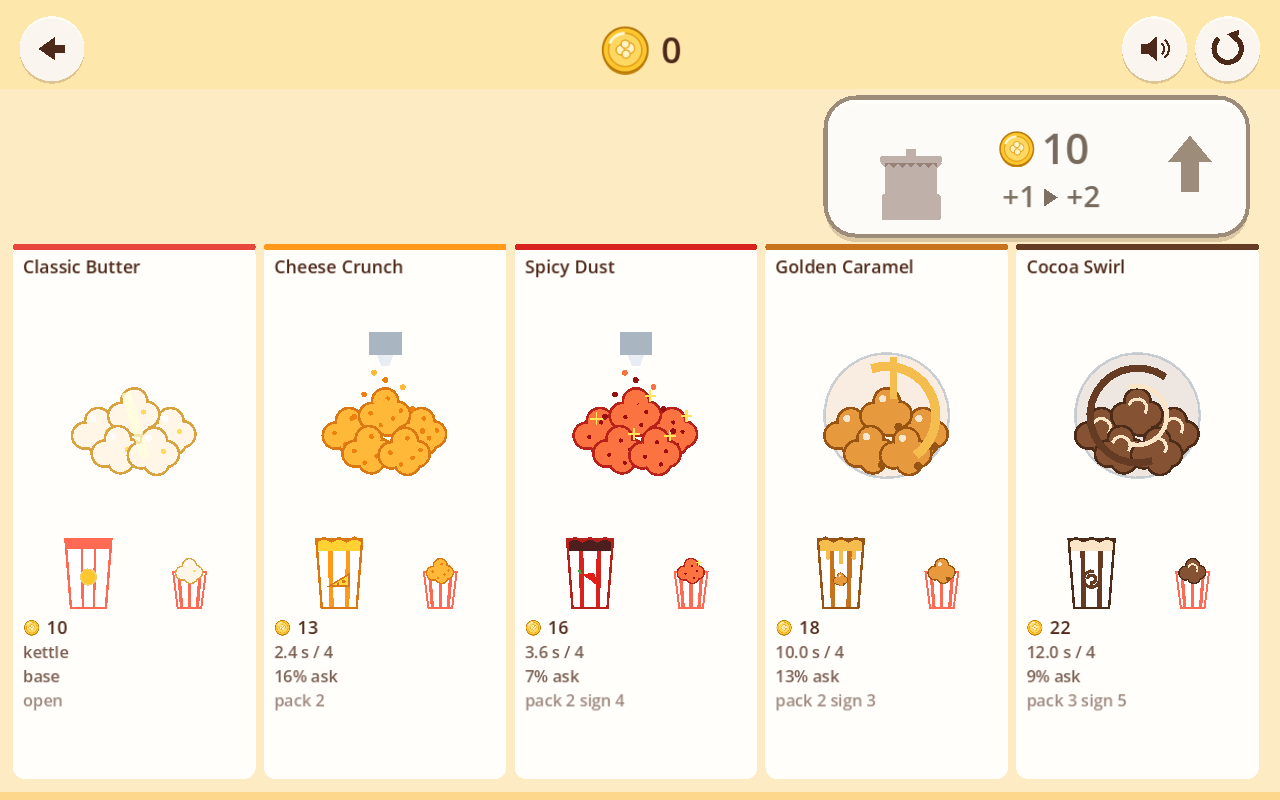 0
10
+1 ▶ +2
Classic Butter
10
kettle
base
open
Cheese Crunch
13
2.4 s / 4
16% ask
pack 2
Spicy Dust
16
3.6 s / 4
7% ask
pack 2 sign 4
Golden Caramel
18
10.0 s / 4
13% ask
pack 2 sign 3
Cocoa Swirl
22
12.0 s / 4
9% ask
pack 3 sign 5